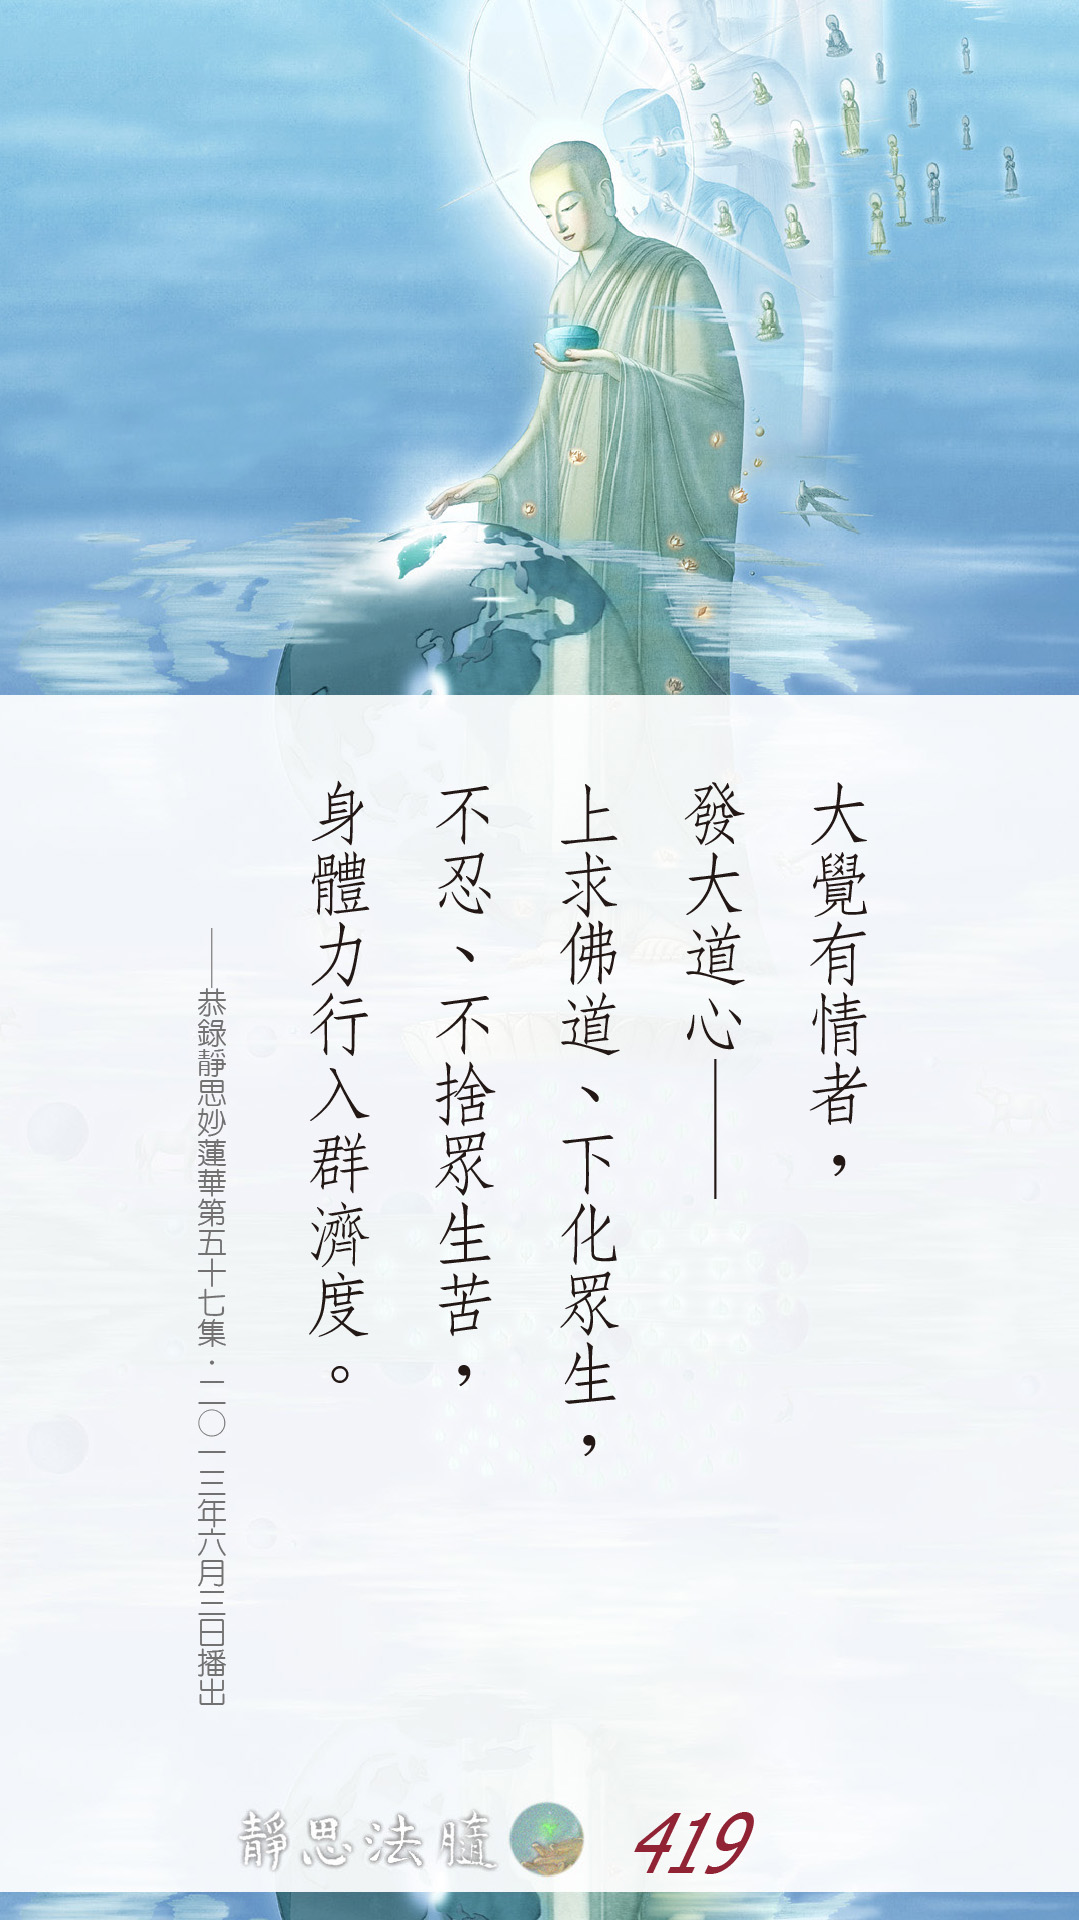 大覺有情者，
發大道心——
上求佛道、下化眾生，
不忍、不捨眾生苦，
身體力行入群濟度。
——恭錄靜思妙蓮華第五十七集．二〇一三年六月三日播出
靜思法髓
419